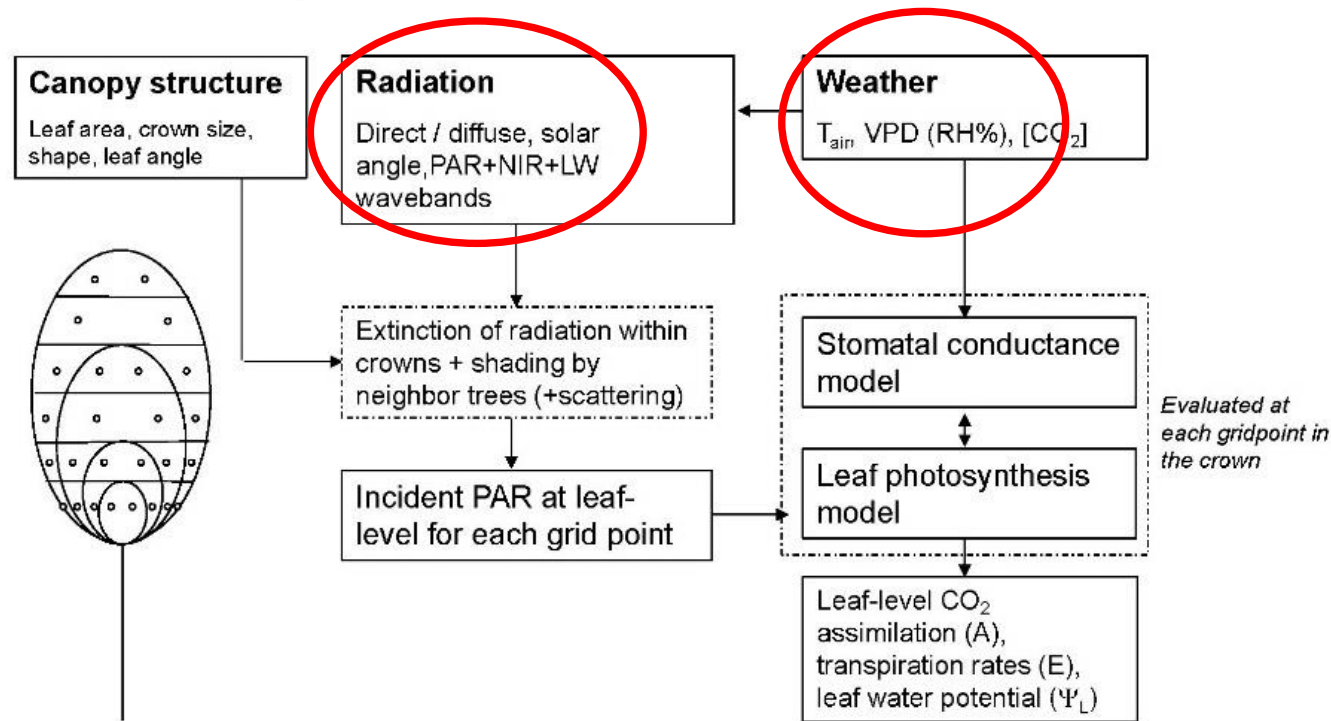 Canopy structure
Leaf area, crown size,
shape, leaf angle
Radiation
Direct / diffuse, solar
angle,PAR+NIR+LW
wavebands
Weather
Tair, VPD (RH%), [CO2]
Extinction of radiation within
crowns + shading by
neighbor trees (+scattering)
Stomatal conductance
model
Evaluated at
each gridpoint in
the crown
Incident PAR at leaf-
level for each grid point
Leaf photosynthesis
model
Leaf-level CO2
assimilation (A),
transpiration rates (E),
leaf water potential (ΨL)